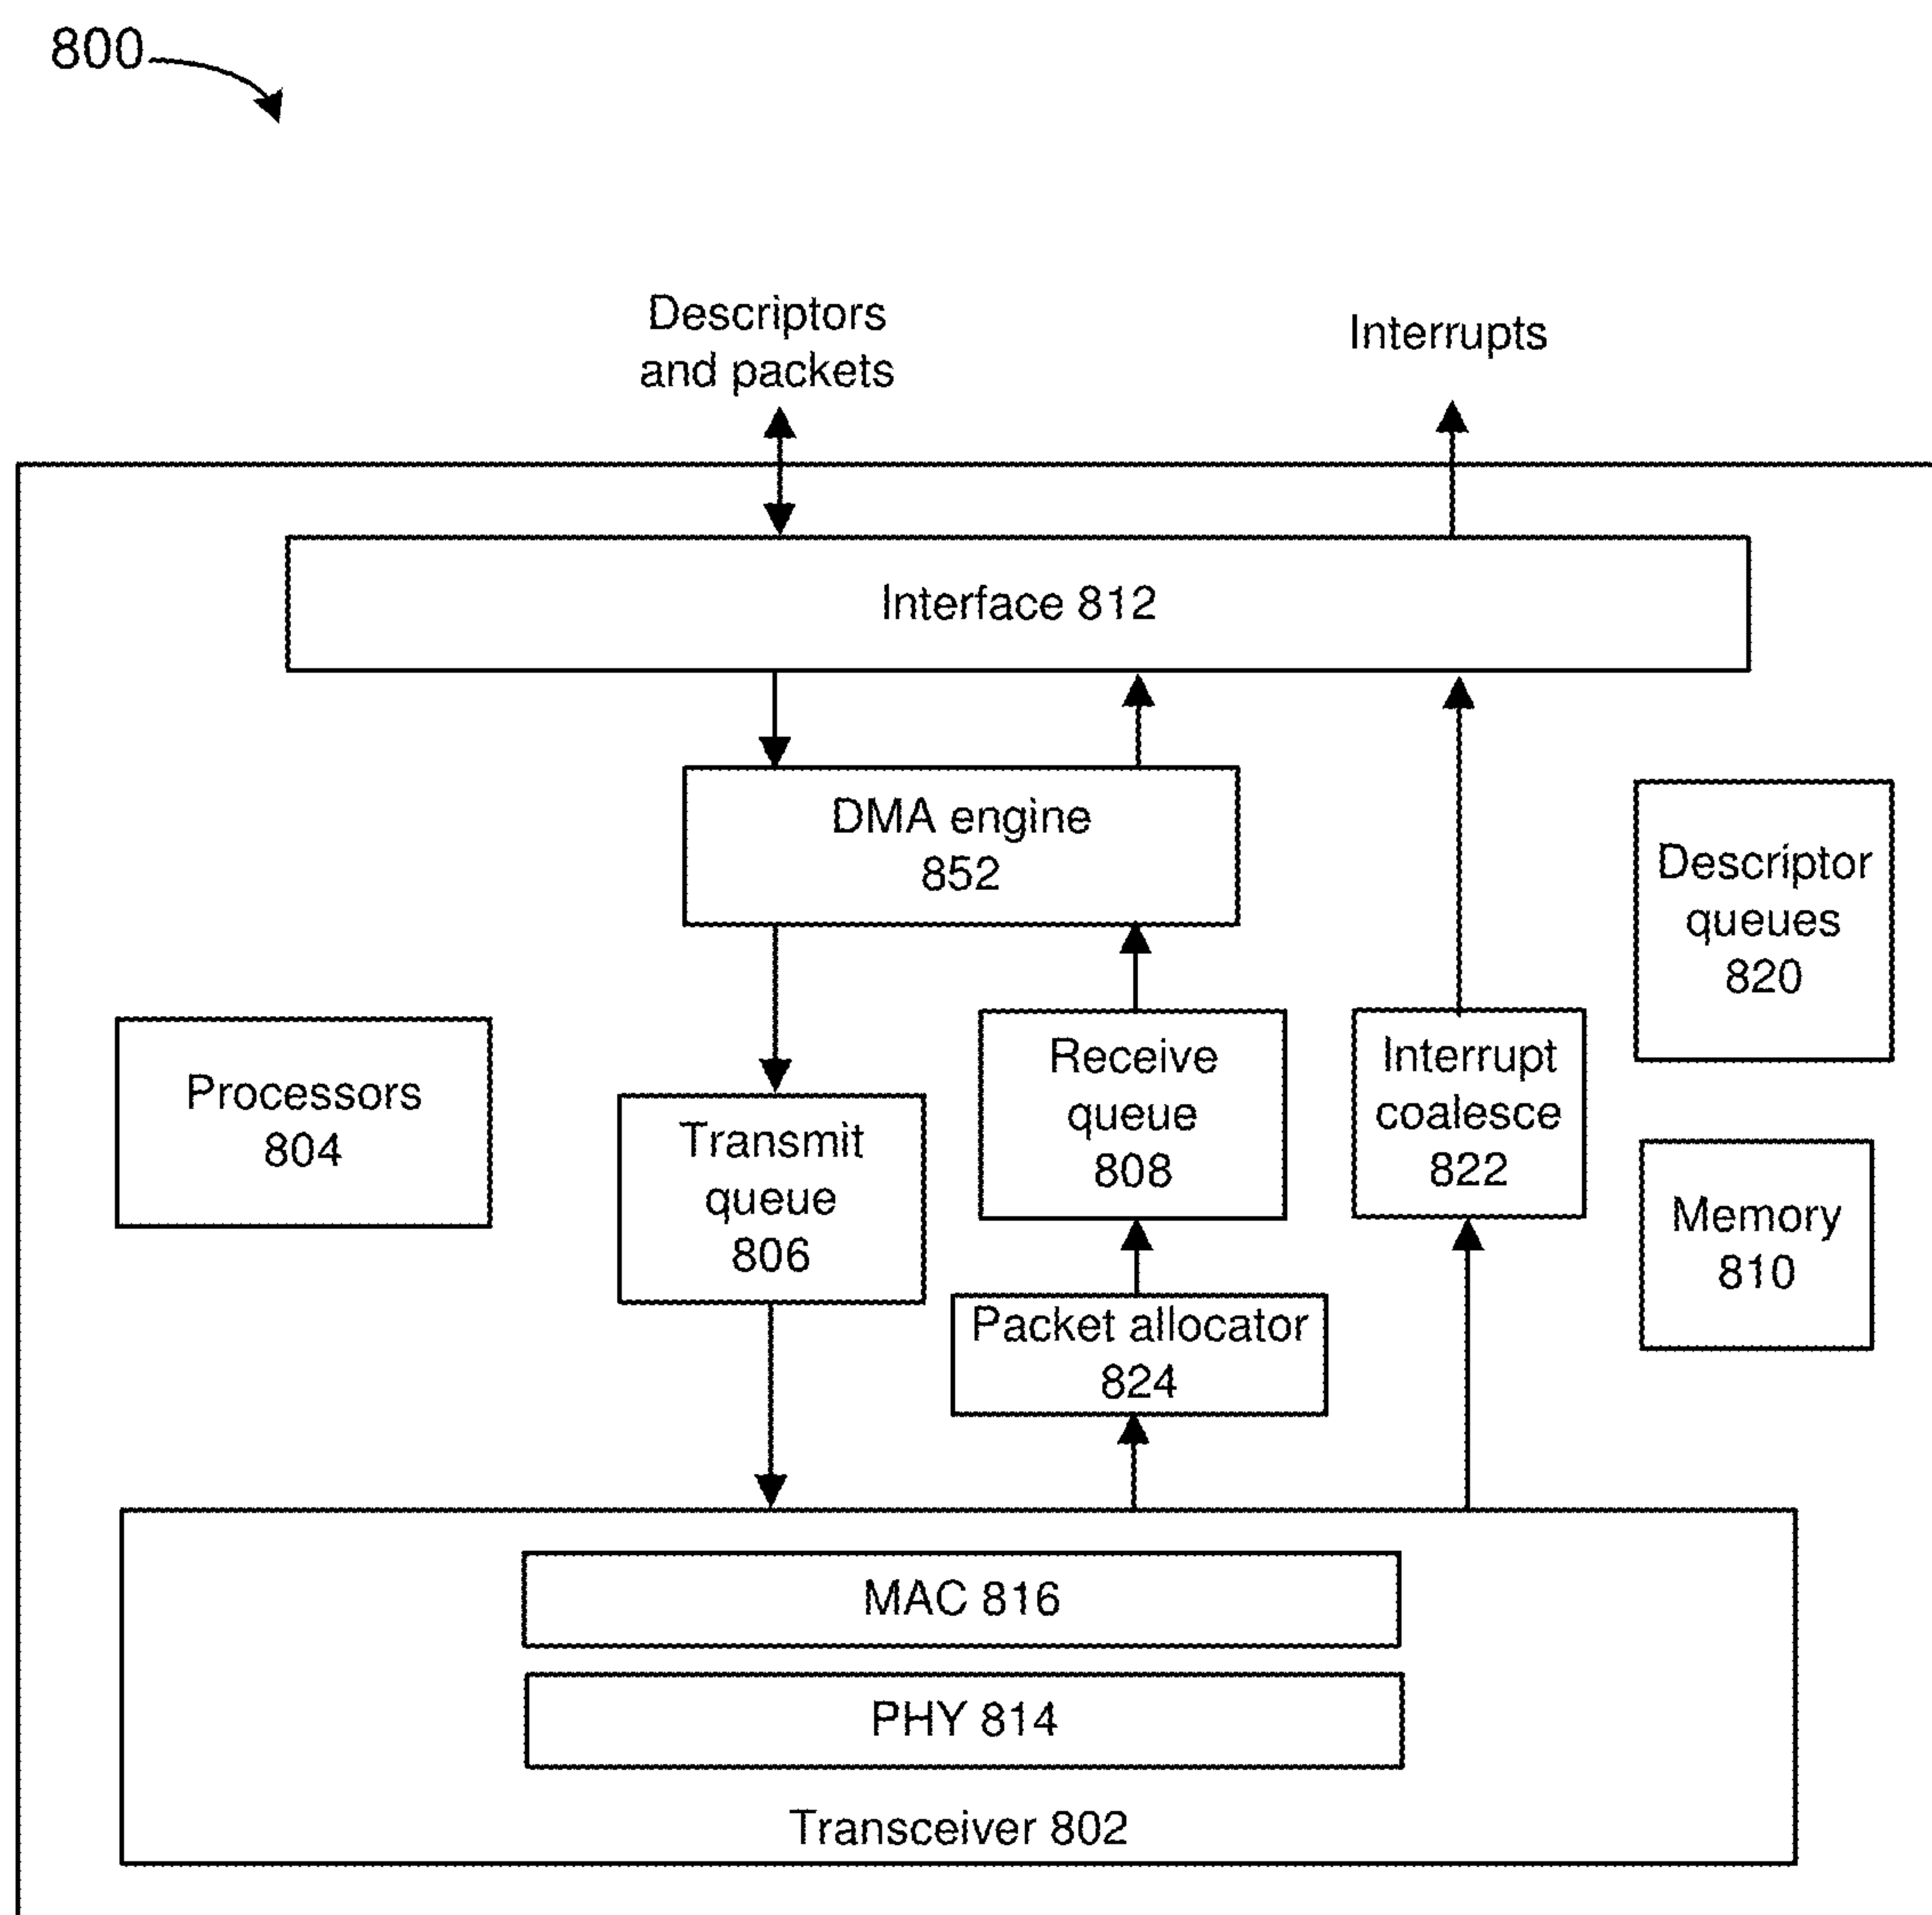 800
Descriptors
and packets
Interrupts
Interface 812
DMA engine
852
Descriptor
queues
820
Processors
804
Transmit
queue
806
Receive
queue
808
Interrupt
coalesce
822
Memory
810
Packet allocator
824
MAC 816
PHY 814
Transceiver 802